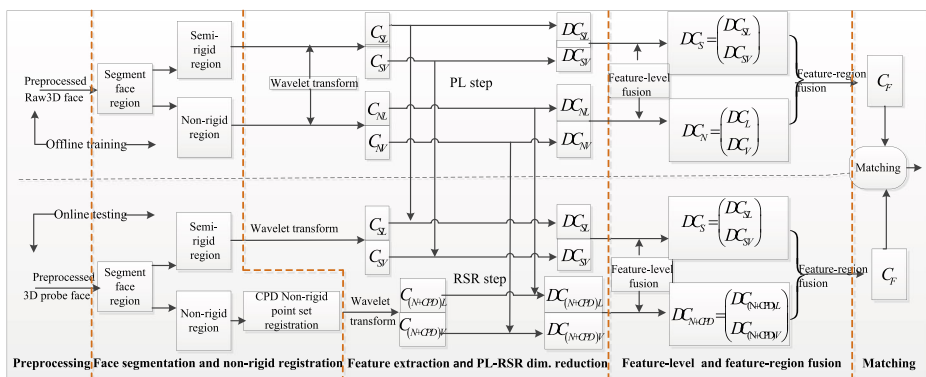 Preprocessed
Raw3D face
Offline training
Segment
face
region
Semi-
rigid
region
Non-rigid
region
Wavelet transform
C_SL
C_SV
C_NL
C_NV
PL step
DC_SL
DC_SV
DC_NL
DC_NV
Feature-level
fusion
DC_S = (DC_SL
DC_SV)
DC_N = (DC_L
DC_V)
Feature-region
fusion
C_F
Matching
Online testing
Preprocessed
3D probe face
Segment
face
region
Semi-
rigid
region
Non-rigid
region
Wavelet transform
CPD Non-rigid
point set
registration
Wavelet
transform
C_SL
C_SV
C_(N+CPD)L
C_(N+CPD)V
RSR step
DC_SL
DC_SV
DC_(N+CPD)L
DC_(N+CPD)V
Feature-level
fusion
DC_S = (DC_SL
DC_SV)
DC_N+CPD = (DC_(N+CPD)L
DC_(N+CPD)V)
Feature-region
fusion
C_F
Preprocessing
Face segmentation and non-rigid registration
Feature extraction and PL-RSR dim. reduction
Feature-level and feature-region fusion
Matching